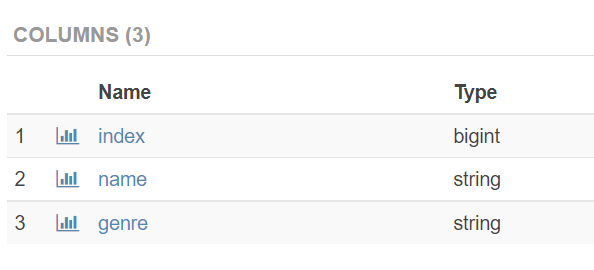 COLUMNS (3)
Name Type
1 index bigint
2 name string
3 genre string